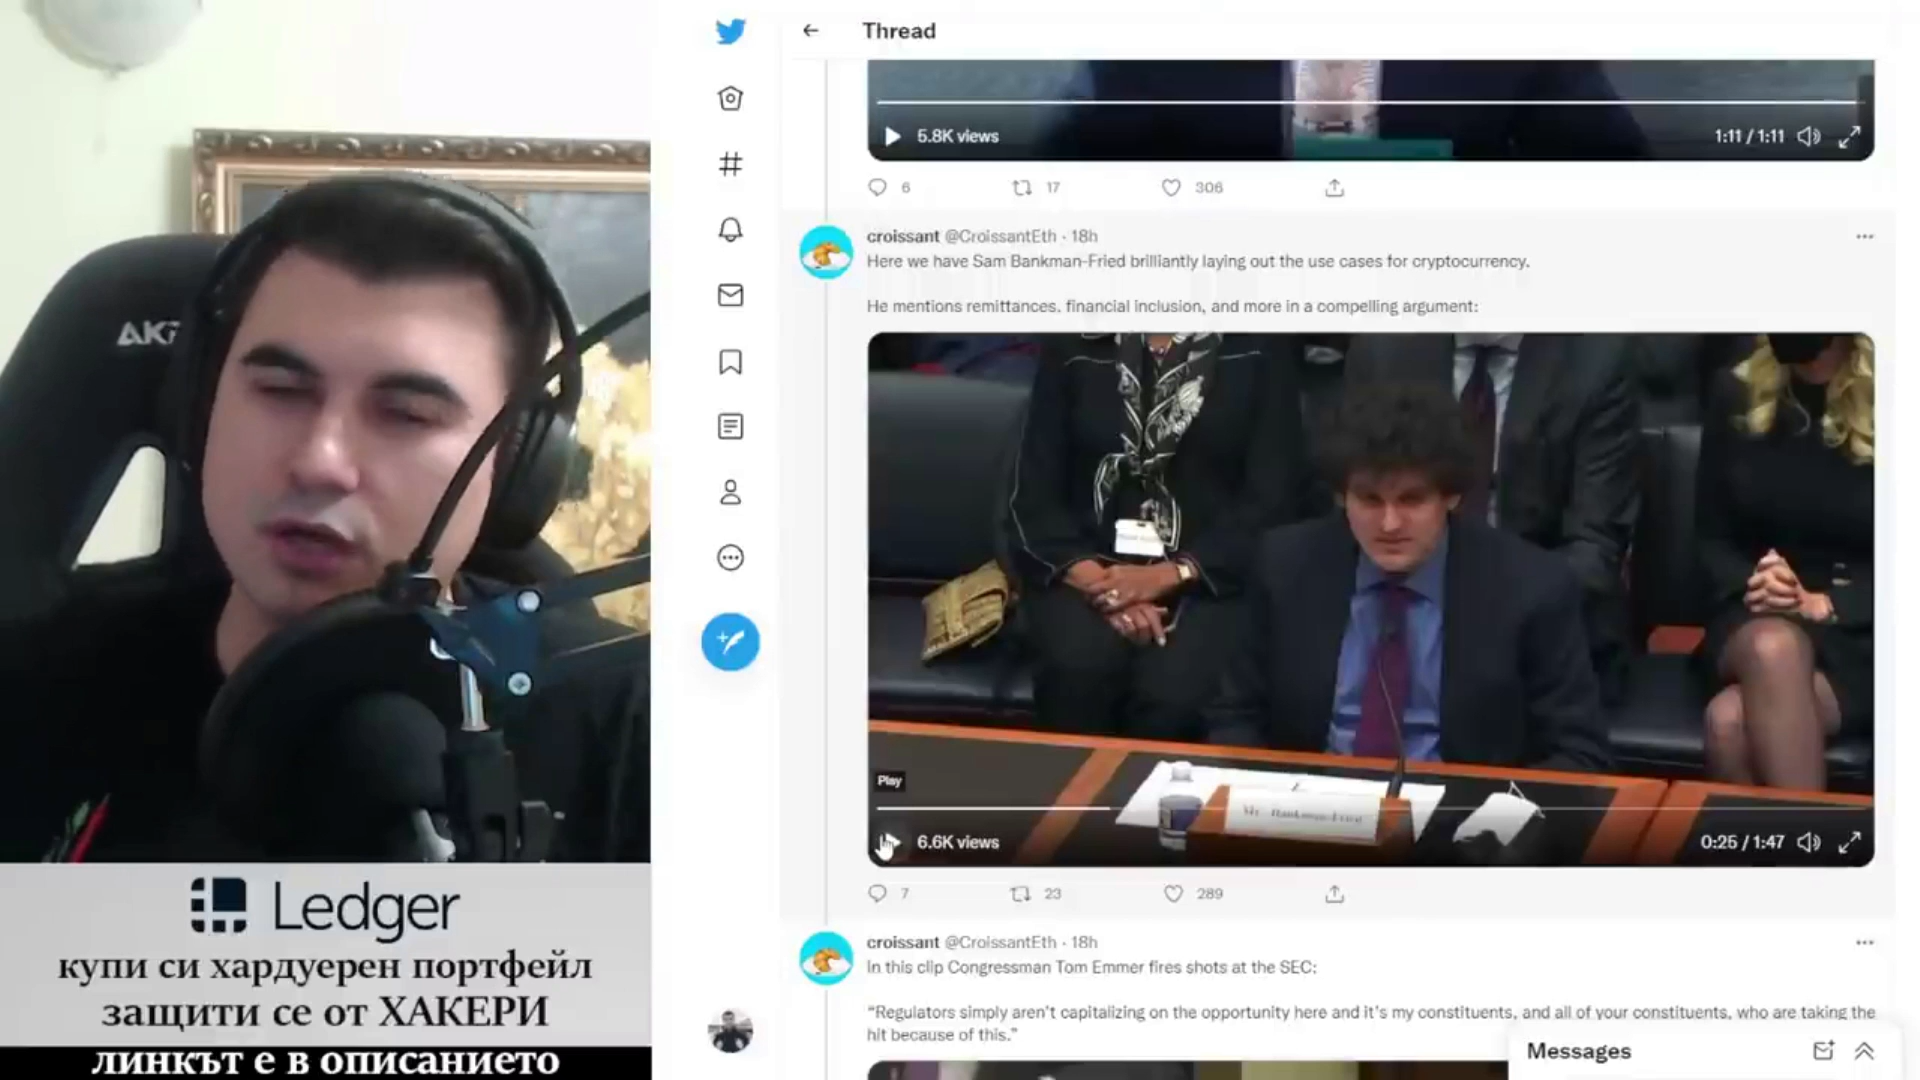 Thread
5.8K views
1:11 / 1:11
6
17
306
croissant @CroissantEth · 18h
Here we have Sam Bankman-Fried brilliantly laying out the use cases for cryptocurrency.
He mentions remittances, financial inclusion, and more in a compelling argument:
Play
Mr. Bankman-Fried
6.6K views
0:25 / 1:47
7
23
289
croissant @CroissantEth · 18h
In this clip Congressman Tom Emmer fires shots at the SEC:
“Regulators simply aren't capitalizing on the opportunity here and it's my constituents, and all of your constituents, who are taking the
hit because of this.”
Messages
Ledger
купи си хардуерен портфейл
защити се от ХАКЕРИ
линкът е в описанието